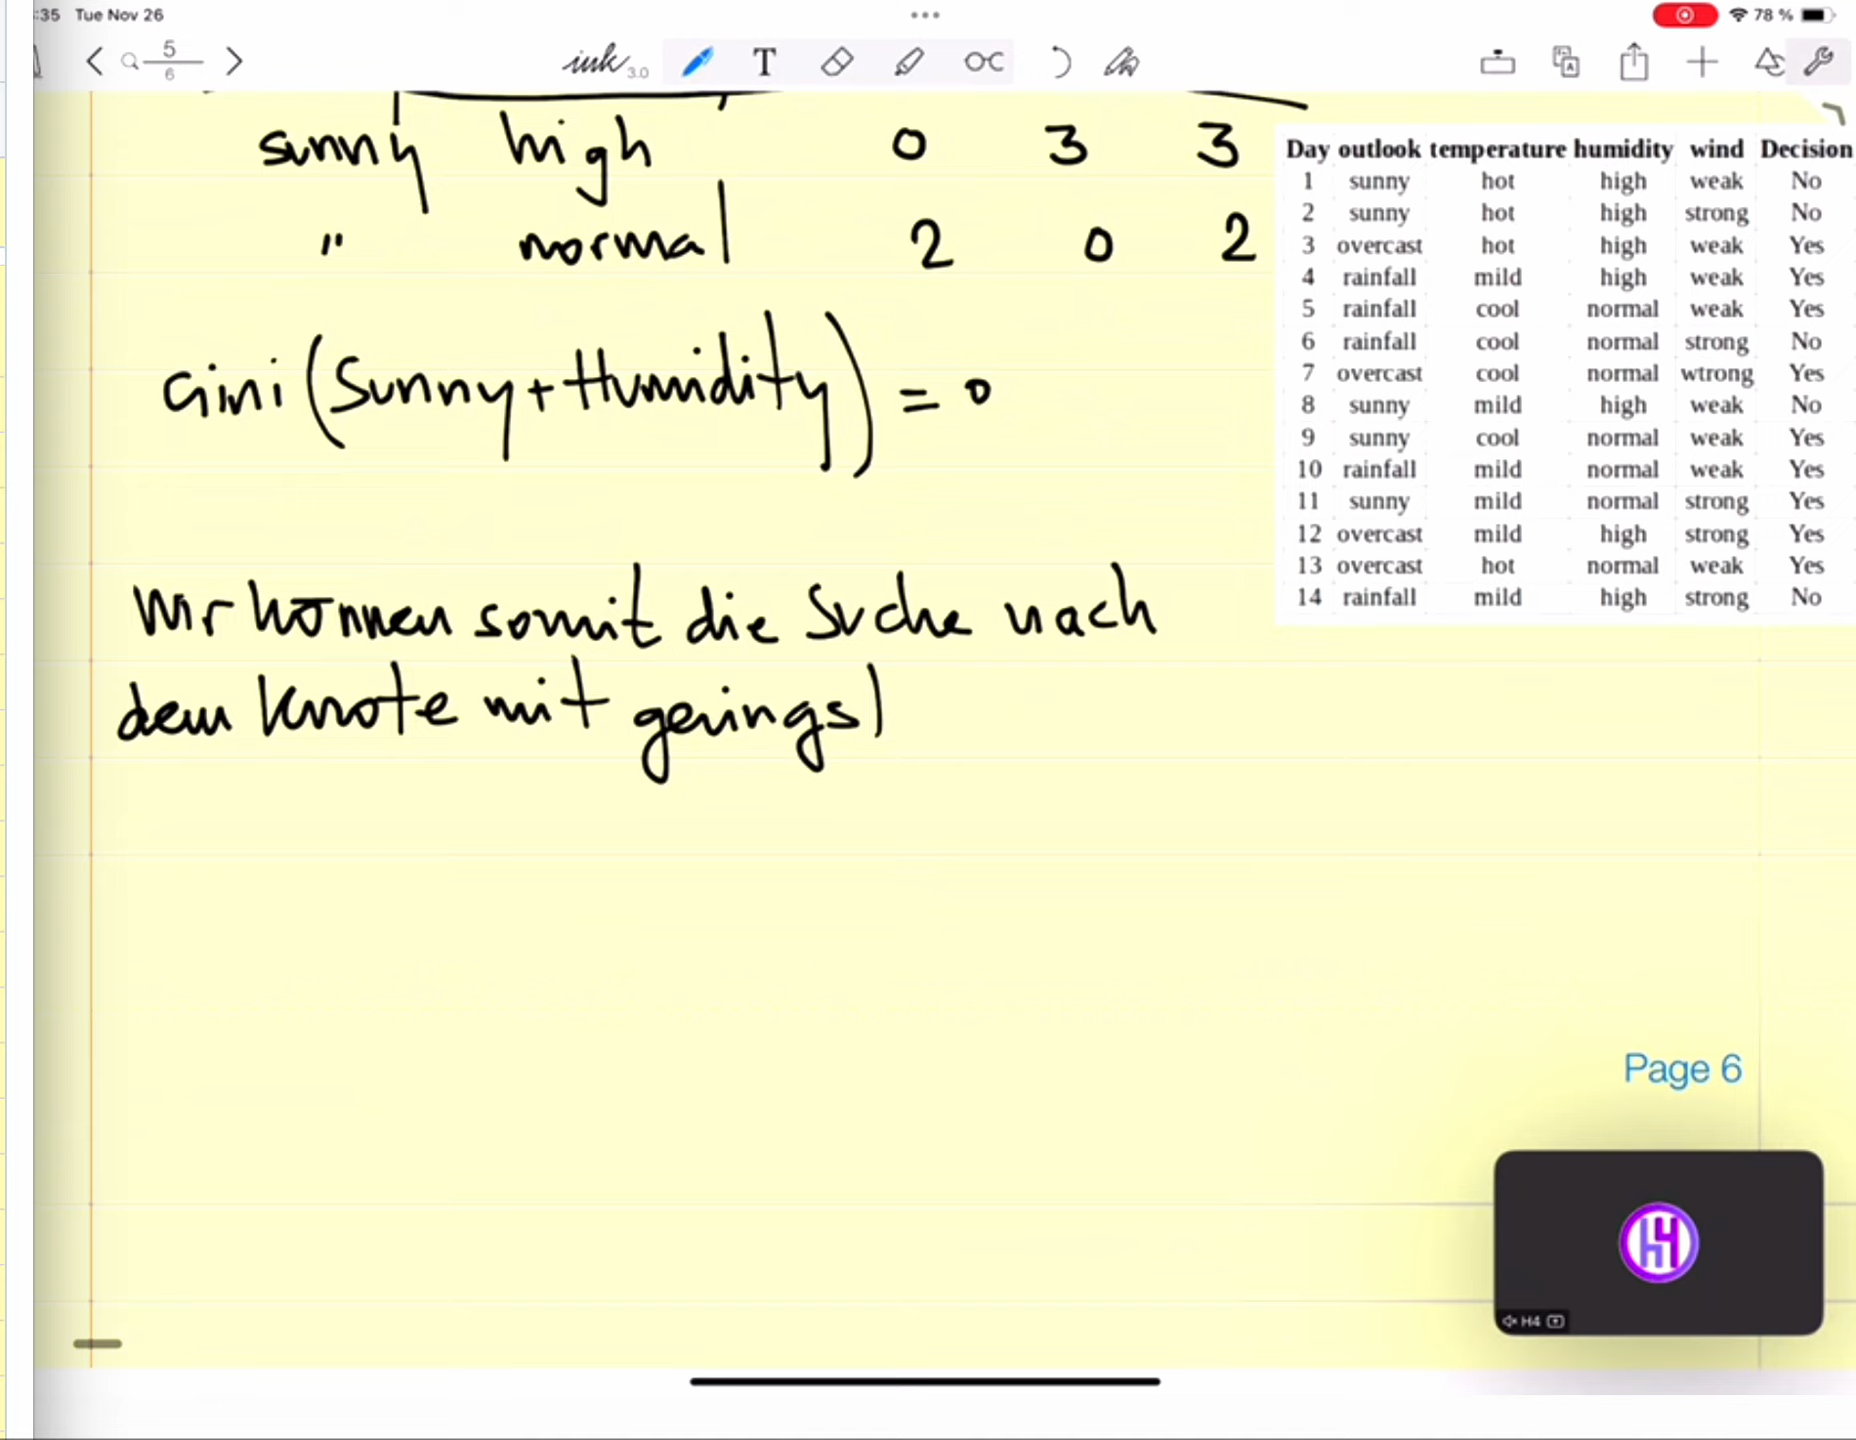 :35 Tue Nov 26
78 %
5
6
ink 3.0
T
sunny high 0 3 3
" normal 2 0 2
Gini (Sunny + Humidity) = 0
Wir können somit die Suche nach
dem Knote mit gerings
Day outlook temperature humidity wind Decision
1 sunny hot high weak No
2 sunny hot high strong No
3 overcast hot high weak Yes
4 rainfall mild high weak Yes
5 rainfall cool normal weak Yes
6 rainfall cool normal strong No
7 overcast cool normal wtrong Yes
8 sunny mild high weak No
9 sunny cool normal weak Yes
10 rainfall mild normal weak Yes
11 sunny mild normal strong Yes
12 overcast mild high strong Yes
13 overcast hot normal weak Yes
14 rainfall mild high strong No
Page 6
H4
H4